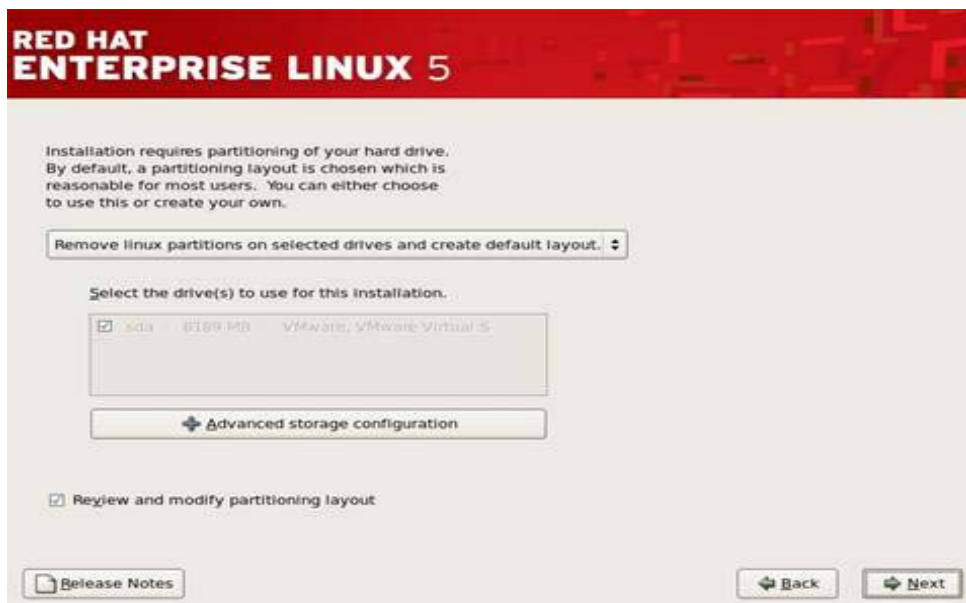 RED HAT
ENTERPRISE LINUX 5
Installation requires partitioning of your hard drive.
By default, a partitioning layout is chosen which is
reasonable for most users. You can either choose
to use this or create your own.
Remove linux partitions on selected drives and create default layout.
Select the drive(s) to use for this installation.
sda 8189 MB VMware, VMware Virtual S
Advanced storage configuration
Review and modify partitioning layout
Release Notes
Back
Next